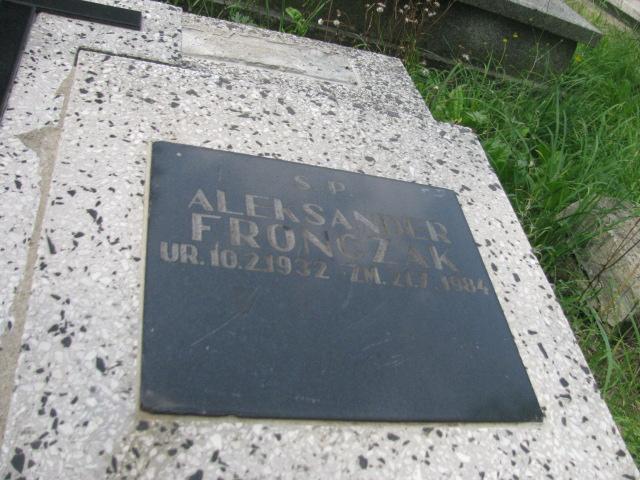 S P
ALEKSANDER
FRONCZAK
UR. 10.2.1932 ZM. 21.7.1984